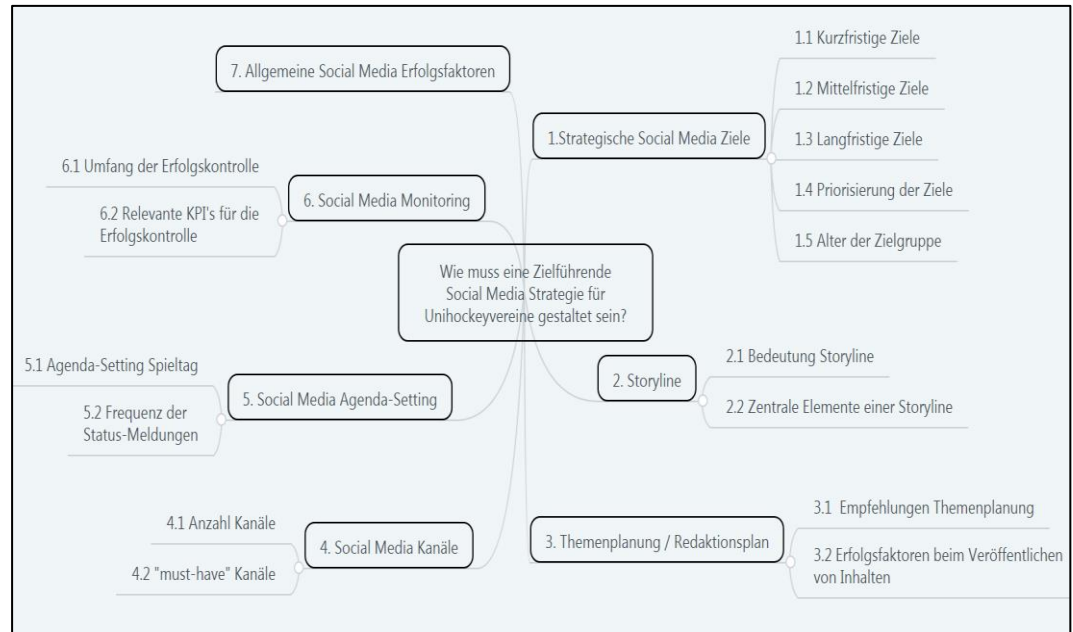 Wie muss eine Zielführende
Social Media Strategie für
Unihockeyvereine gestaltet sein?
1.Strategische Social Media Ziele
1.1 Kurzfristige Ziele
1.2 Mittelfristige Ziele
1.3 Langfristige Ziele
1.4 Priorisierung der Ziele
1.5 Alter der Zielgruppe
2. Storyline
2.1 Bedeutung Storyline
2.2 Zentrale Elemente einer Storyline
3. Themenplanung / Redaktionsplan
3.1 Empfehlungen Themenplanung
3.2 Erfolgsfaktoren beim Veröffentlichen
von Inhalten
4. Social Media Kanäle
4.1 Anzahl Kanäle
4.2 "must-have" Kanäle
5. Social Media Agenda-Setting
5.1 Agenda-Setting Spieltag
5.2 Frequenz der
Status-Meldungen
6. Social Media Monitoring
6.1 Umfang der Erfolgskontrolle
6.2 Relevante KPI's für die
Erfolgskontrolle
7. Allgemeine Social Media Erfolgsfaktoren